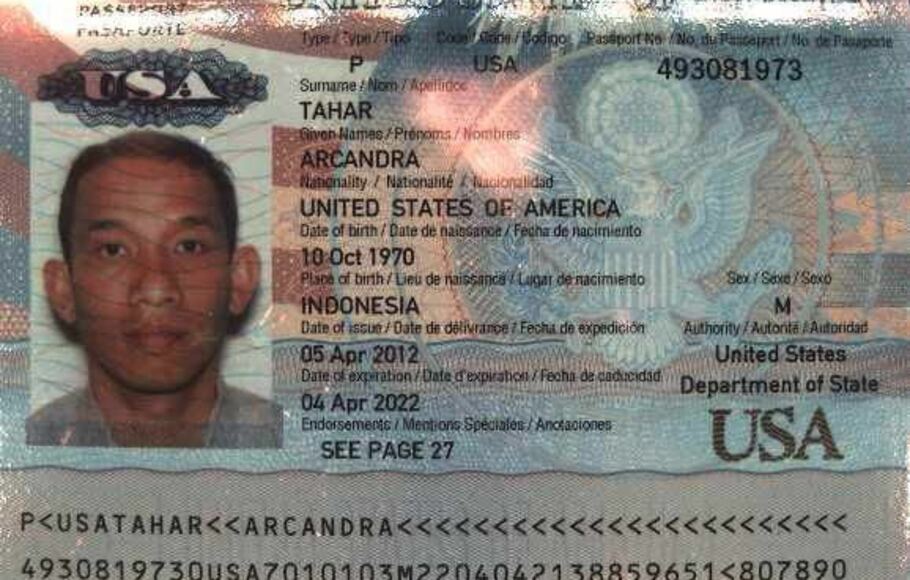 PASAPORTE
USA
Type / Type / Tipo Code / Code / Codigo Passport No. / No. du Passeport / No. de Pasaporte
P USA 493081973
Surname / Nom / Apellidos
TAHAR
Given Names / Prénoms / Nombres
ARCANDRA
Nationality / Nationalité / Nacionalidad
UNITED STATES OF AMERICA
Date of birth / Date de naissance / Fecha de nacimiento
10 Oct 1970
Place of birth / Lieu de naissance / Lugar de nacimiento Sex / Sexe / Sexo
INDONESIA M
Date of issue / Date de délivrance / Fecha de expedición Authority / Autorité / Autoridad
05 Apr 2012 United States
Date of expiration / Date d'expiration / Fecha de caducidad Department of State
04 Apr 2022
Endorsements / Mentions Spéciales / Anotaciones USA
SEE PAGE 27
P<USATAHAR<<ARCANDRA<<<<<<<<<<<<<<<<<<<<<<<<
4930819730USA7010103M2204042138859651<807890